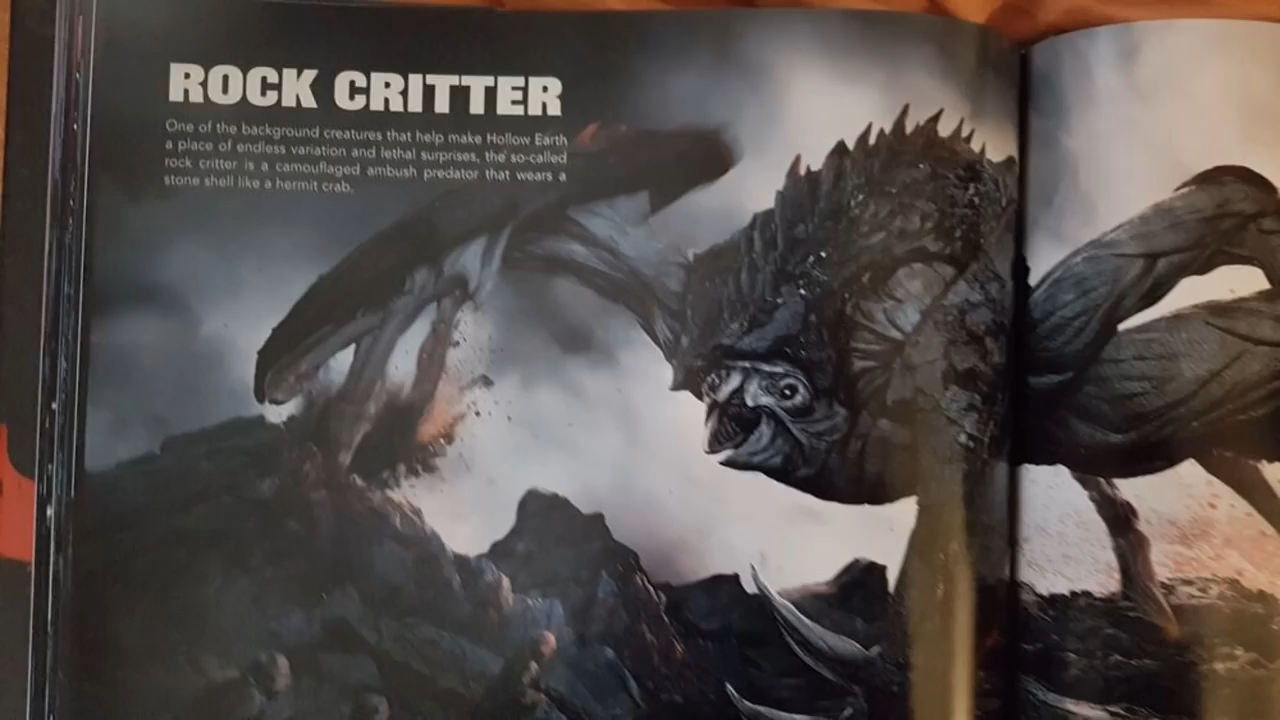 ROCK CRITTER
One of the background creatures that help make Hollow Earth
a place of endless variation and lethal surprises, the so-called
rock critter is a camouflaged ambush predator that wears a
stone shell like a hermit crab.